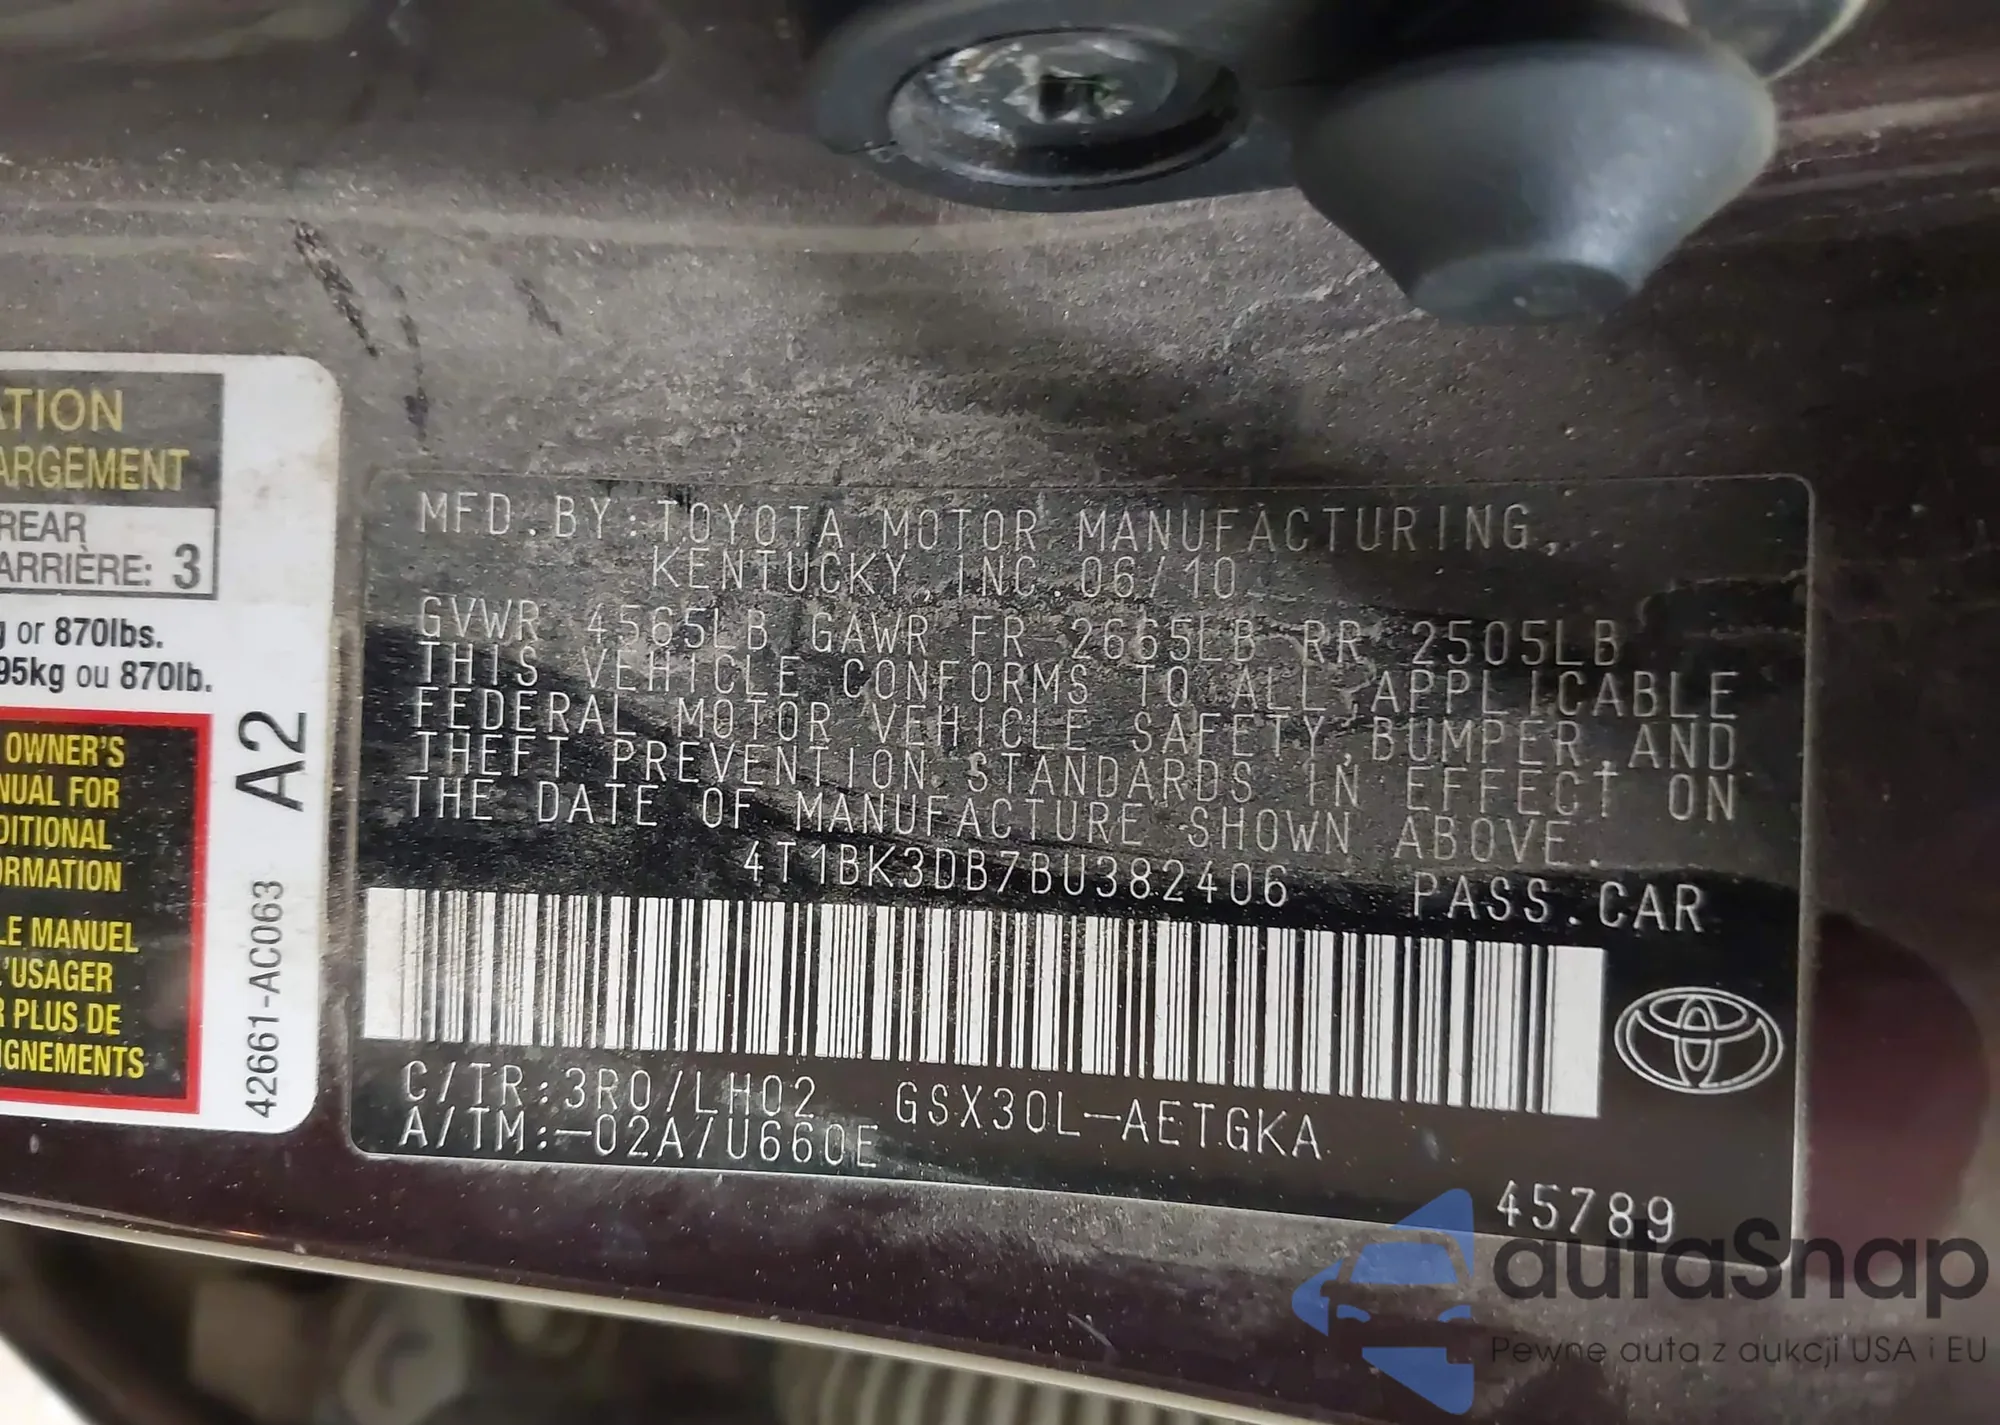 ATION
ARGEMENT
REAR
ARRIÈRE: 3
g or 870lbs.
95kg ou 870lb.
OWNER'S
NUAL FOR
DITIONAL
ORMATION
LE MANUEL
L'USAGER
R PLUS DE
IGNEMENTS
42661-AC063 A2
MFD.BY:TOYOTA MOTOR MANUFACTURING,
KENTUCKY,INC.06/10
GVWR 4565LB GAWR FR 2665LB RR 2505LB
THIS VEHICLE CONFORMS TO ALL APPLICABLE
FEDERAL MOTOR VEHICLE SAFETY,BUMPER,AND
THEFT PREVENTION STANDARDS IN EFFECT ON
THE DATE OF MANUFACTURE SHOWN ABOVE.
4T1BK3DB7BU382406 PASS.CAR
C/TR:3R0/LH02 GSX30L-AETGKA
A/TM:-02A/U660E
45789
autaSnap
Pewne auta z aukcji USA i EU